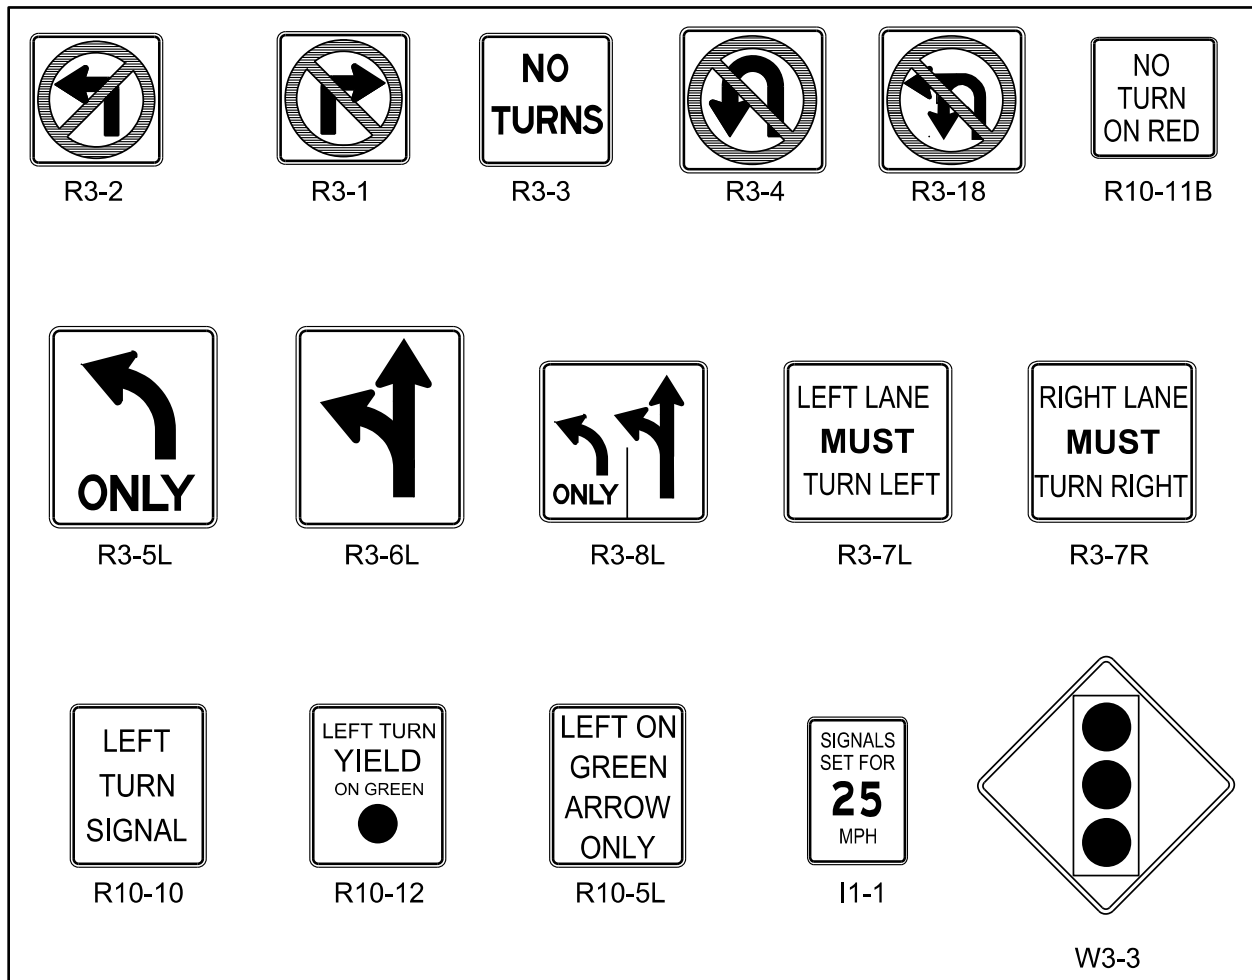 NO
TURNS
NO
TURN
ON RED
R3-2
R3-1
R3-3
R3-4
R3-18
R10-11B
ONLY
ONLY
LEFT LANE
MUST
TURN LEFT
RIGHT LANE
MUST
TURN RIGHT
R3-5L
R3-6L
R3-8L
R3-7L
R3-7R
LEFT
TURN
SIGNAL
LEFT TURN
YIELD
ON GREEN
LEFT ON
GREEN
ARROW
ONLY
SIGNALS
SET FOR
25
MPH
R10-10
R10-12
R10-5L
I1-1
W3-3